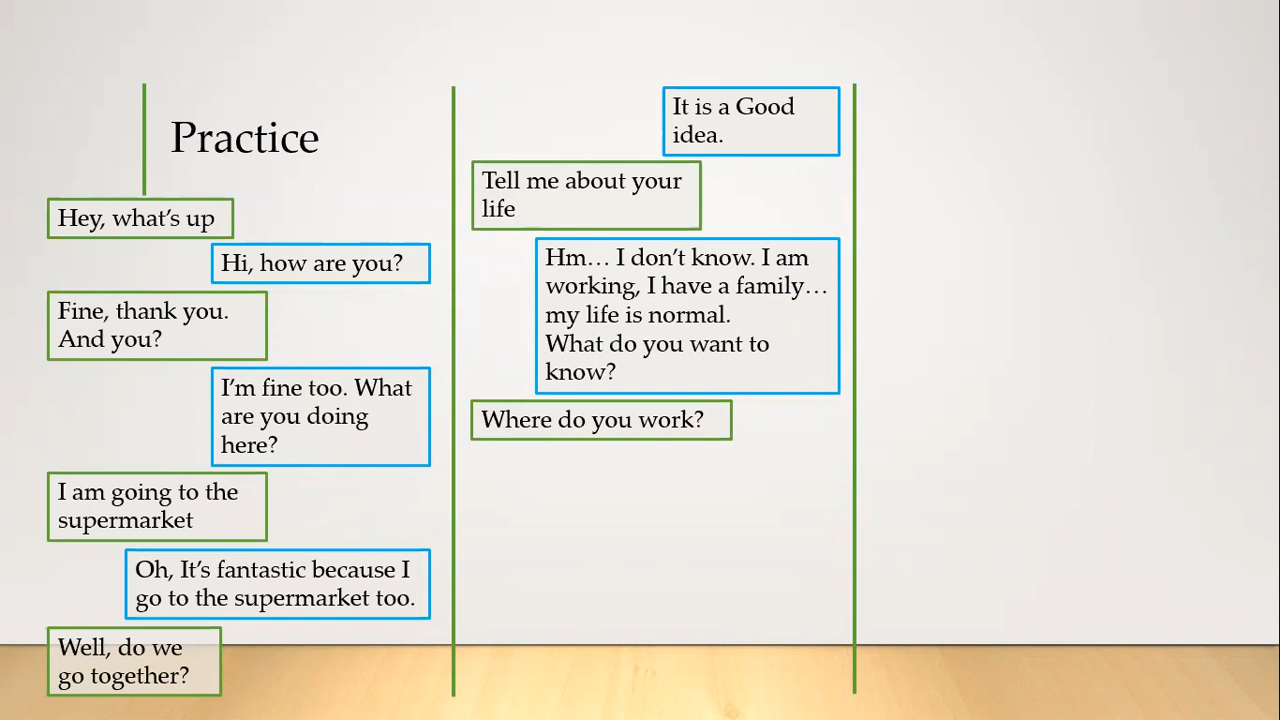 Practice
Hey, what's up
Hi, how are you?
Fine, thank you.
And you?
I'm fine too. What
are you doing
here?
I am going to the
supermarket
Oh, It's fantastic because I
go to the supermarket too.
Well, do we
go together?
It is a Good
idea.
Tell me about your
life
Hm… I don't know. I am
working, I have a family…
my life is normal.
What do you want to
know?
Where do you work?